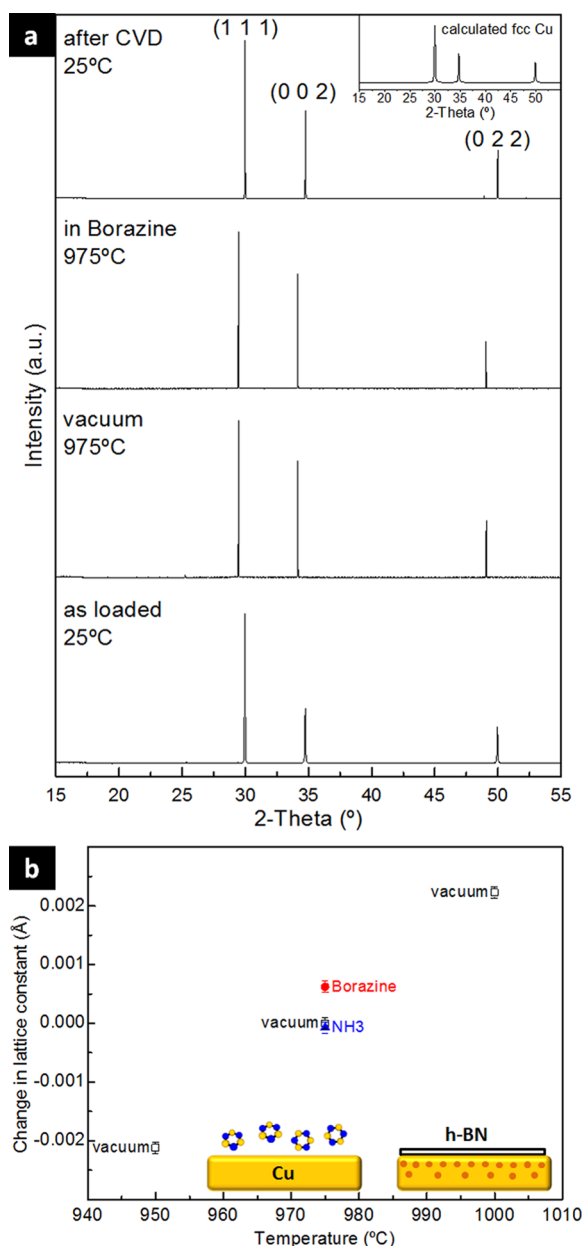 a
after CVD
25ºC
(1 1 1)
(0 0 2)
(0 2 2)
calculated fcc Cu
15 20 25 30 35 40 45 50
2-Theta (º)
in Borazine
975ºC
vacuum
975ºC
as loaded
25ºC
Intensity (a.u.)
15 20 25 30 35 40 45 50 55
2-Theta (º)
b
Change in lattice constant (Å)
0.002
0.001
0.000
-0.001
-0.002
vacuum
Borazine
vacuum
NH3
vacuum
Cu
h-BN
940 950 960 970 980 990 1000 1010
Temperature (ºC)